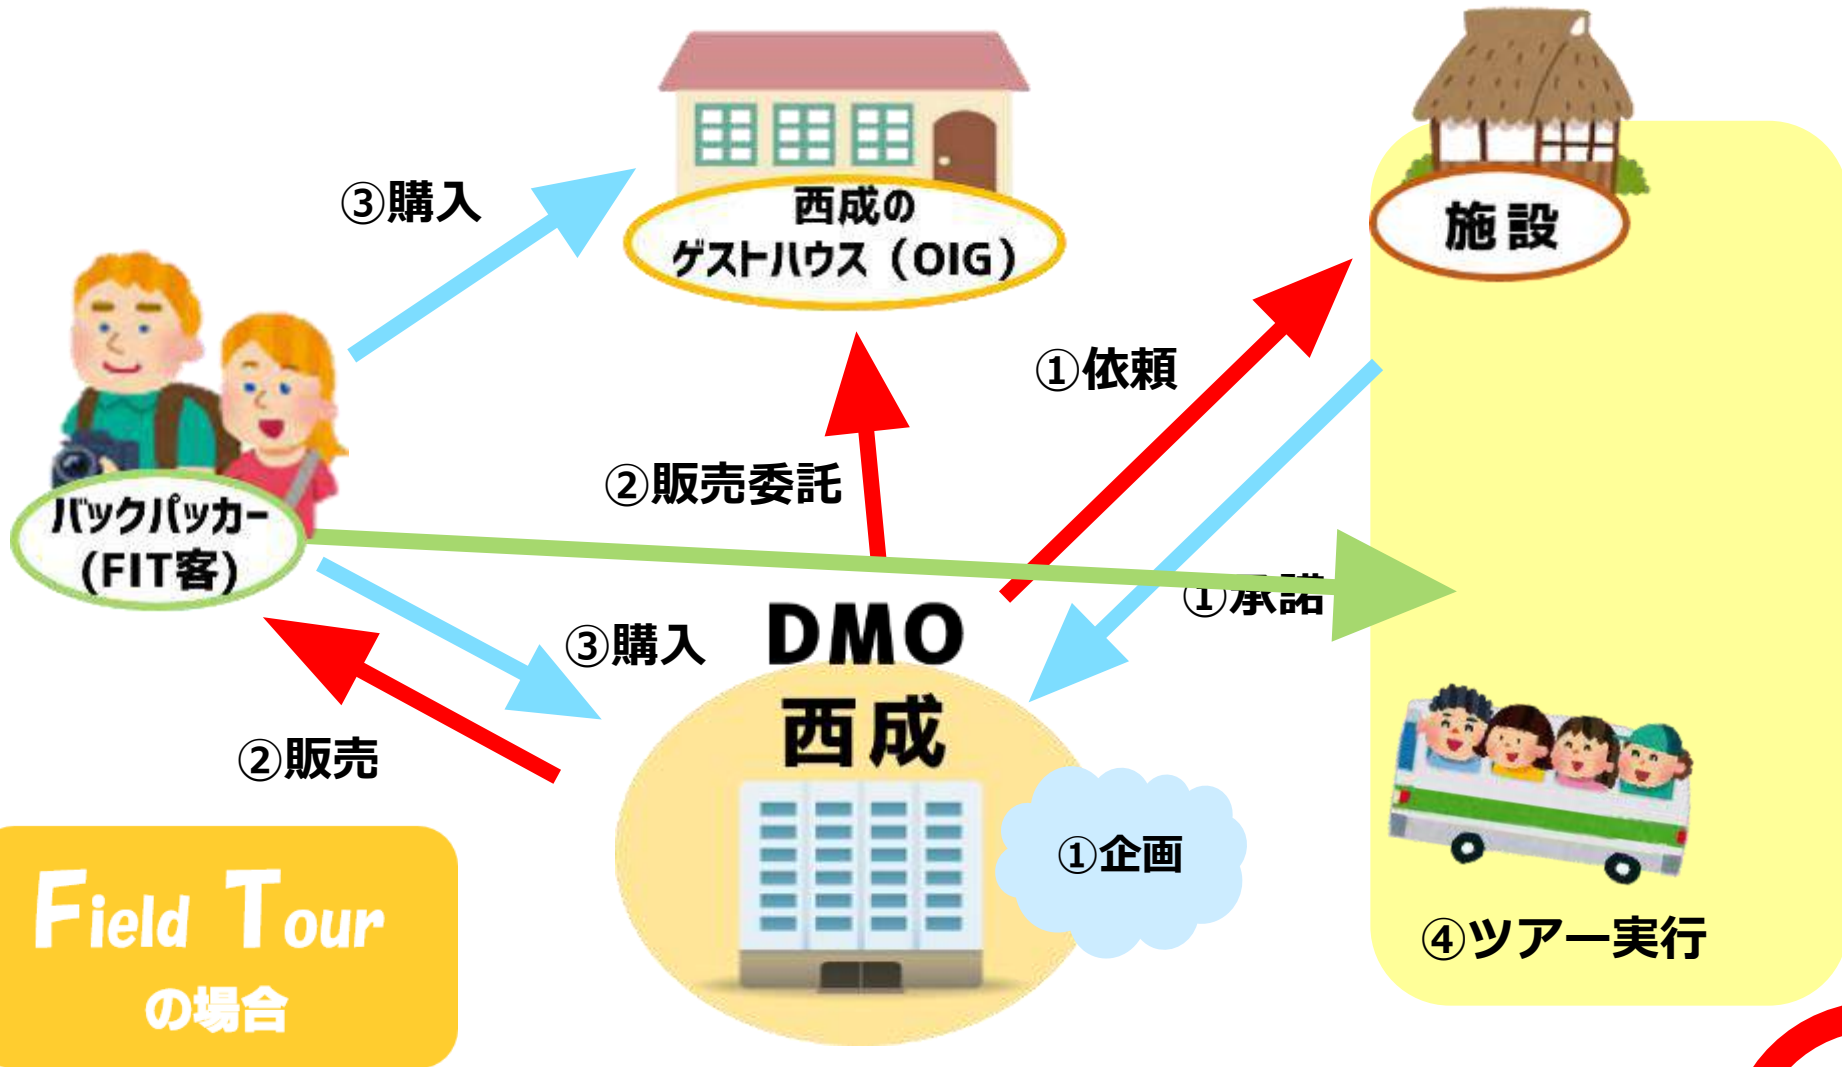 ③購入
西成の
ゲストハウス（OIG）
施設
①依頼
②販売委託
バックパッカー
(FIT客)
①承諾
③購入
DMO
西成
②販売
①企画
Field Tour
の場合
④ツアー実行